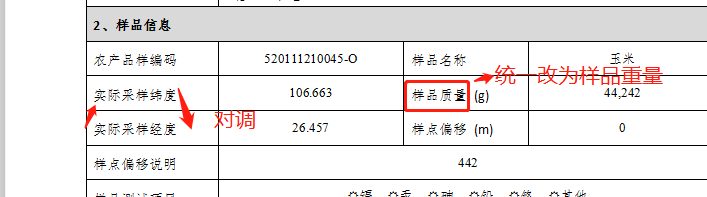 2、样品信息
农产品样编码 520111210045-O 样品名称 玉米
统一改为样品重量
实际采样纬度 106.663 样品质量 (g) 44,242
对调
实际采样经度 26.457 样点偏移 (m) 0
样点偏移说明 442